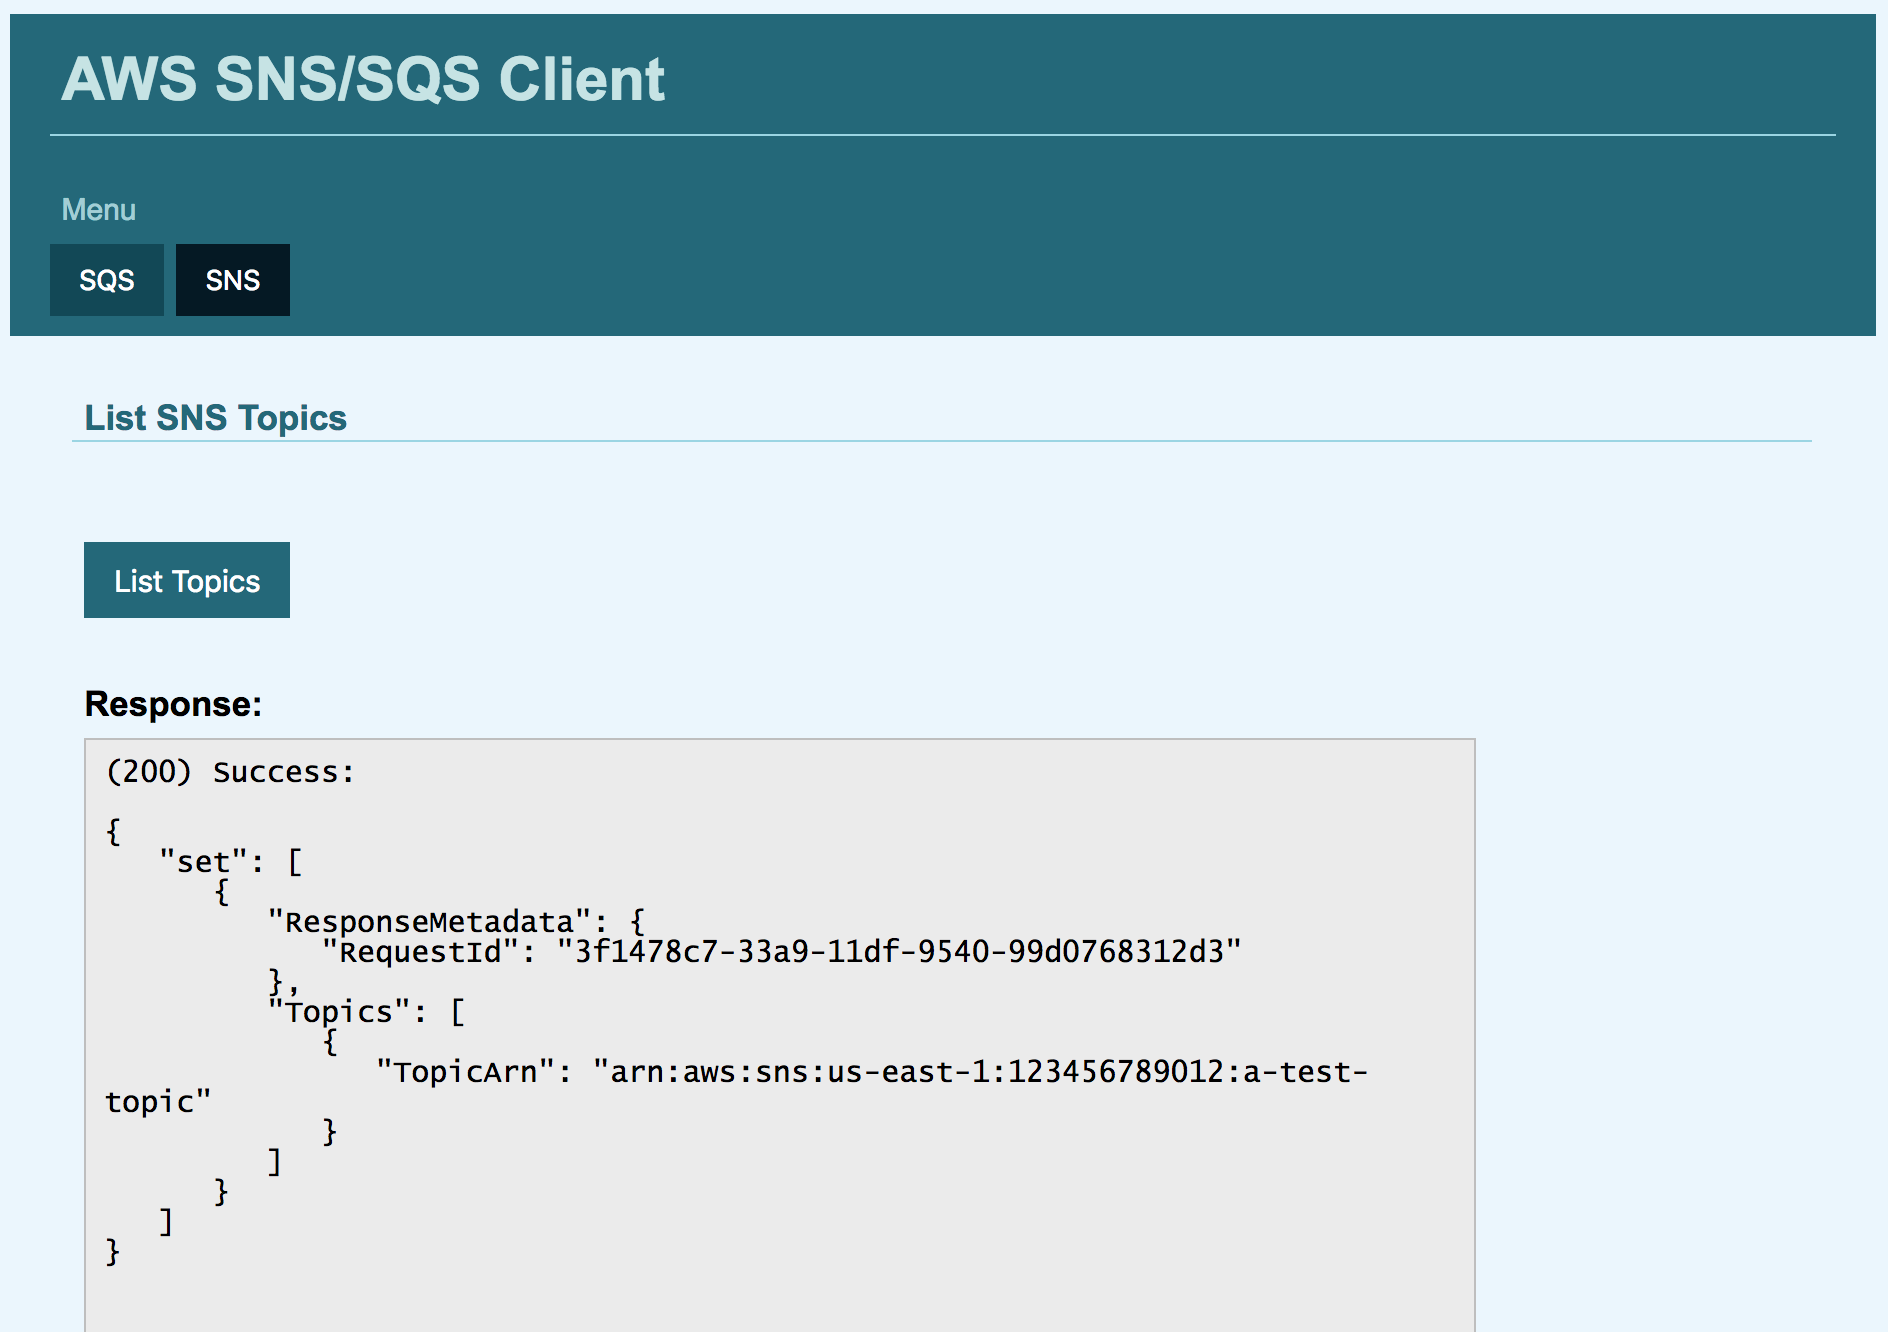 AWS SNS/SQS Client
Menu
SQS SNS
List SNS Topics
List Topics
Response:
(200) Success:
{
   "set": [
      {
         "ResponseMetadata": {
            "RequestId": "3f1478c7-33a9-11df-9540-99d0768312d3"
         },
         "Topics": [
            {
               "TopicArn": "arn:aws:sns:us-east-1:123456789012:a-test-
topic"
            }
         ]
      }
   ]
}